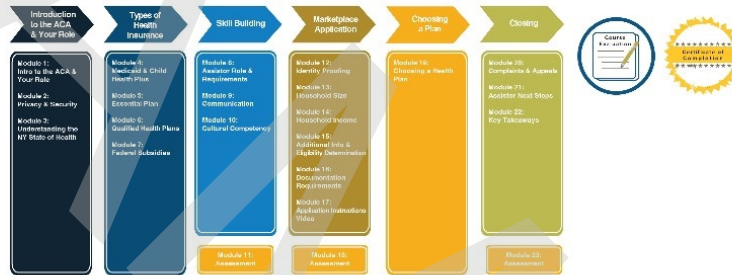 Introduction
to the ACA
& Your Role
Types of
Health
Insurance
Skill Building
Marketplace
Application
Choosing
a Plan
Closing
Course
Evaluation
Certificate of
Completion
Module 1:
Intro to the ACA &
Your Role
Module 2:
Privacy & Security
Module 3:
Understanding the
NY State of Health
Module 4:
Medicaid & Child
Health Plus
Module 5:
Essential Plan
Module 6:
Qualified Health Plans
Module 7:
Federal Subsidies
Module 8:
Assistor Role &
Requirements
Module 9:
Communication
Module 10:
Cultural Competency
Module 11:
Assessment
Module 12:
Identity Proofing
Module 13:
Household Size
Module 14:
Household Income
Module 15:
Additional Info &
Eligibility Determination
Module 16:
Documentation
Requirements
Module 17:
Application Instructions
Video
Module 18:
Assessment
Module 19:
Choosing a Health
Plan
Module 20:
Complaints & Appeals
Module 21:
Assistor Next Steps
Module 22:
Key Takeaways
Module 23:
Assessment